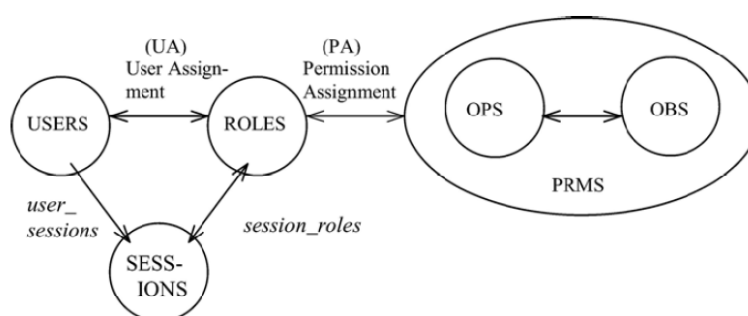 (UA)
User Assign-
ment
(PA)
Permission
Assignment
USERS
ROLES
OPS
OBS
PRMS
user_
sessions
session_roles
SESS-
IONS